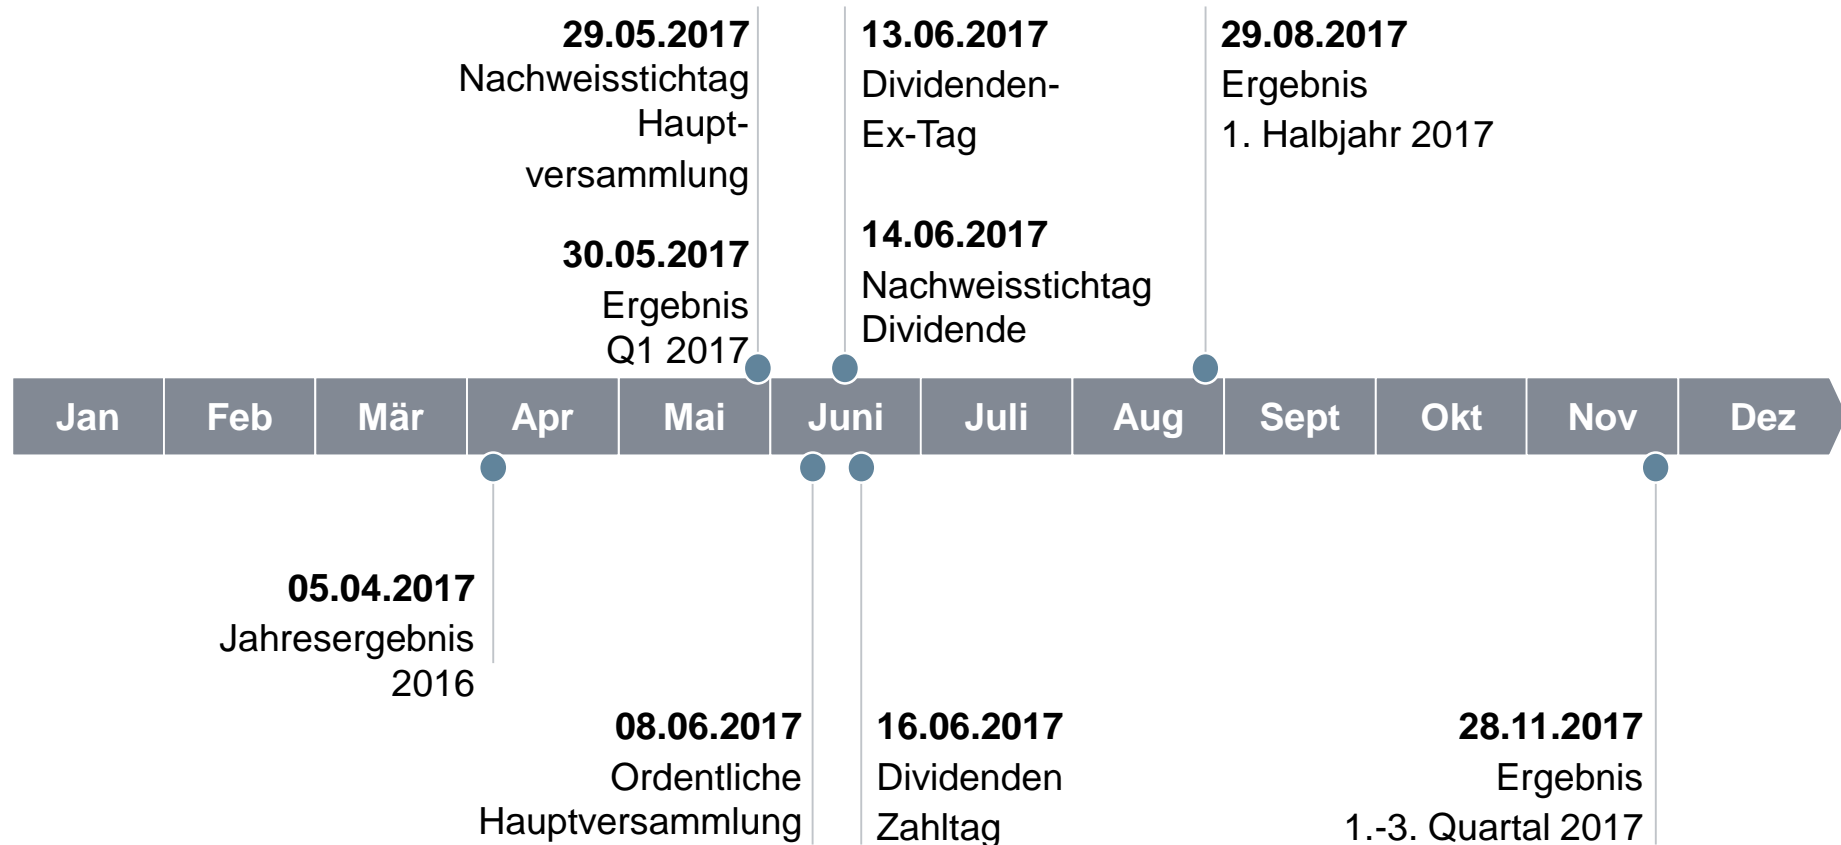 29.05.2017
Nachweisstichtag
Haupt-
versammlung
30.05.2017
Ergebnis
Q1 2017
13.06.2017
Dividenden-
Ex-Tag
14.06.2017
Nachweisstichtag
Dividende
29.08.2017
Ergebnis
1. Halbjahr 2017
Jan Feb Mär Apr Mai Juni Juli Aug Sept Okt Nov Dez
05.04.2017
Jahresergebnis
2016
08.06.2017
Ordentliche
Hauptversammlung
16.06.2017
Dividenden
Zahltag
28.11.2017
Ergebnis
1.-3. Quartal 2017